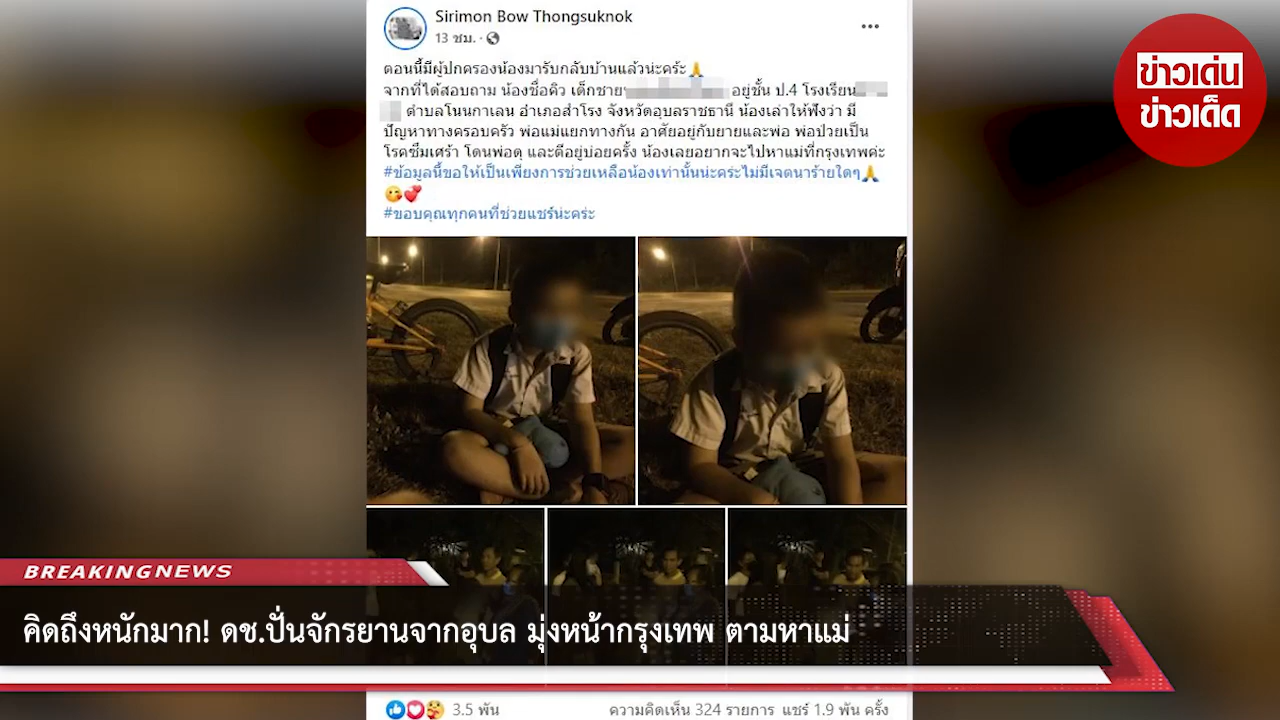 Sirimon Bow Thongsuknok
13 ชม. ·
ตอนนี้มีผู้ปกครองน้องมารับกลับบ้านแล้วน่ะคร้ะ🙏
จากที่ได้สอบถาม น้องชื่อคิว เด็กชาย อยู่ชั้น ป.4 โรงเรียน
ตำบลโนนกาเลน อำเภอสำโรง จังหวัดอุบลราชธานี น้องเล่าให้ฟังว่า มี
ปัญหาทางครอบครัว พ่อแม่แยกทางกัน อาศัยอยู่กับยายและพ่อ พ่อป่วยเป็น
โรคซึมเศร้า โดนพ่อดุ และตีอยู่บ่อยครั้ง น้องเลยอยากจะไปหาแม่ที่กรุงเทพค่ะ
#ข้อมูลนี้ขอให้เป็นเพียงการช่วยเหลือน้องเท่านั้นน่ะคร่ะไม่มีเจตนาร้ายใดๆ🙏
😋💕
#ขอบคุณทุกคนที่ช่วยแชร์น่ะคร่ะ
ข่าวเด่น
ข่าวเด็ด
BREAKING NEWS
คิดถึงหนักมาก! ดช.ปั่นจักรยานจากอุบล มุ่งหน้ากรุงเทพ ตามหาแม่
3.5 พัน ความคิดเห็น 324 รายการ แชร์ 1.9 พัน ครั้ง